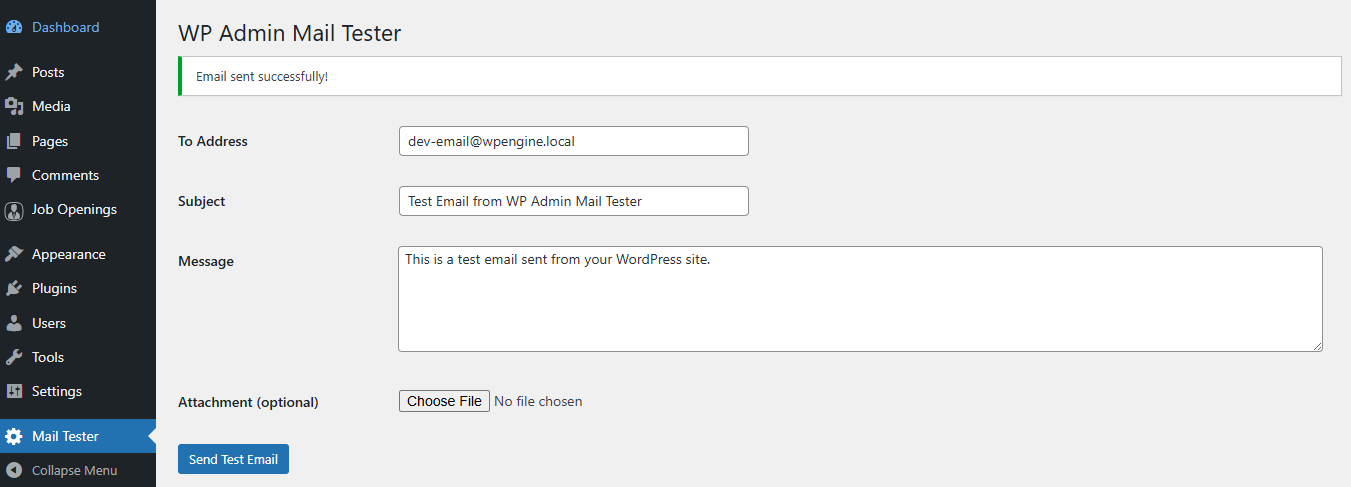 Dashboard
Posts
Media
Pages
Comments
Job Openings
Appearance
Plugins
Users
Tools
Settings
Mail Tester
Collapse Menu
WP Admin Mail Tester
Email sent successfully!
To Address
dev-email@wpengine.local
Subject
Test Email from WP Admin Mail Tester
Message
This is a test email sent from your WordPress site.
Attachment (optional)
Choose File No file chosen
Send Test Email